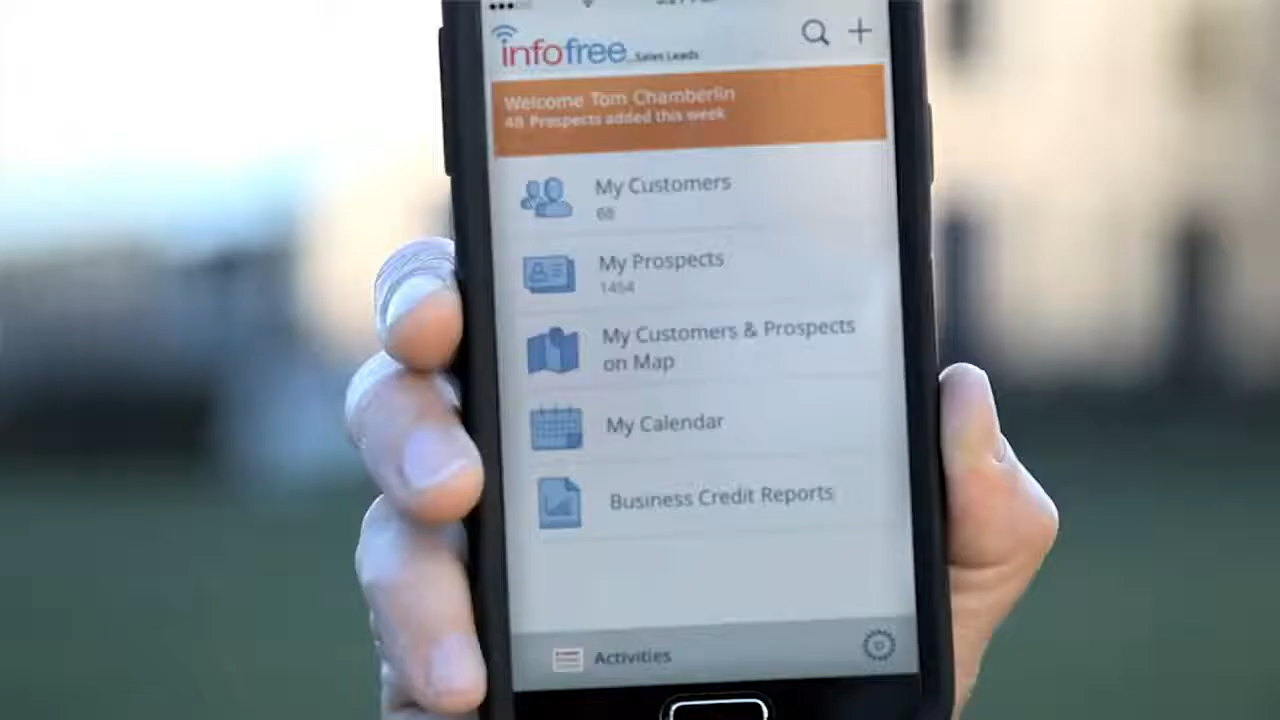 infofree
...Sales Leads
Welcome Tom Chamberlin
48 Prospects added this week
My Customers
68
My Prospects
1454
My Customers & Prospects
on Map
My Calendar
Business Credit Reports
Activities